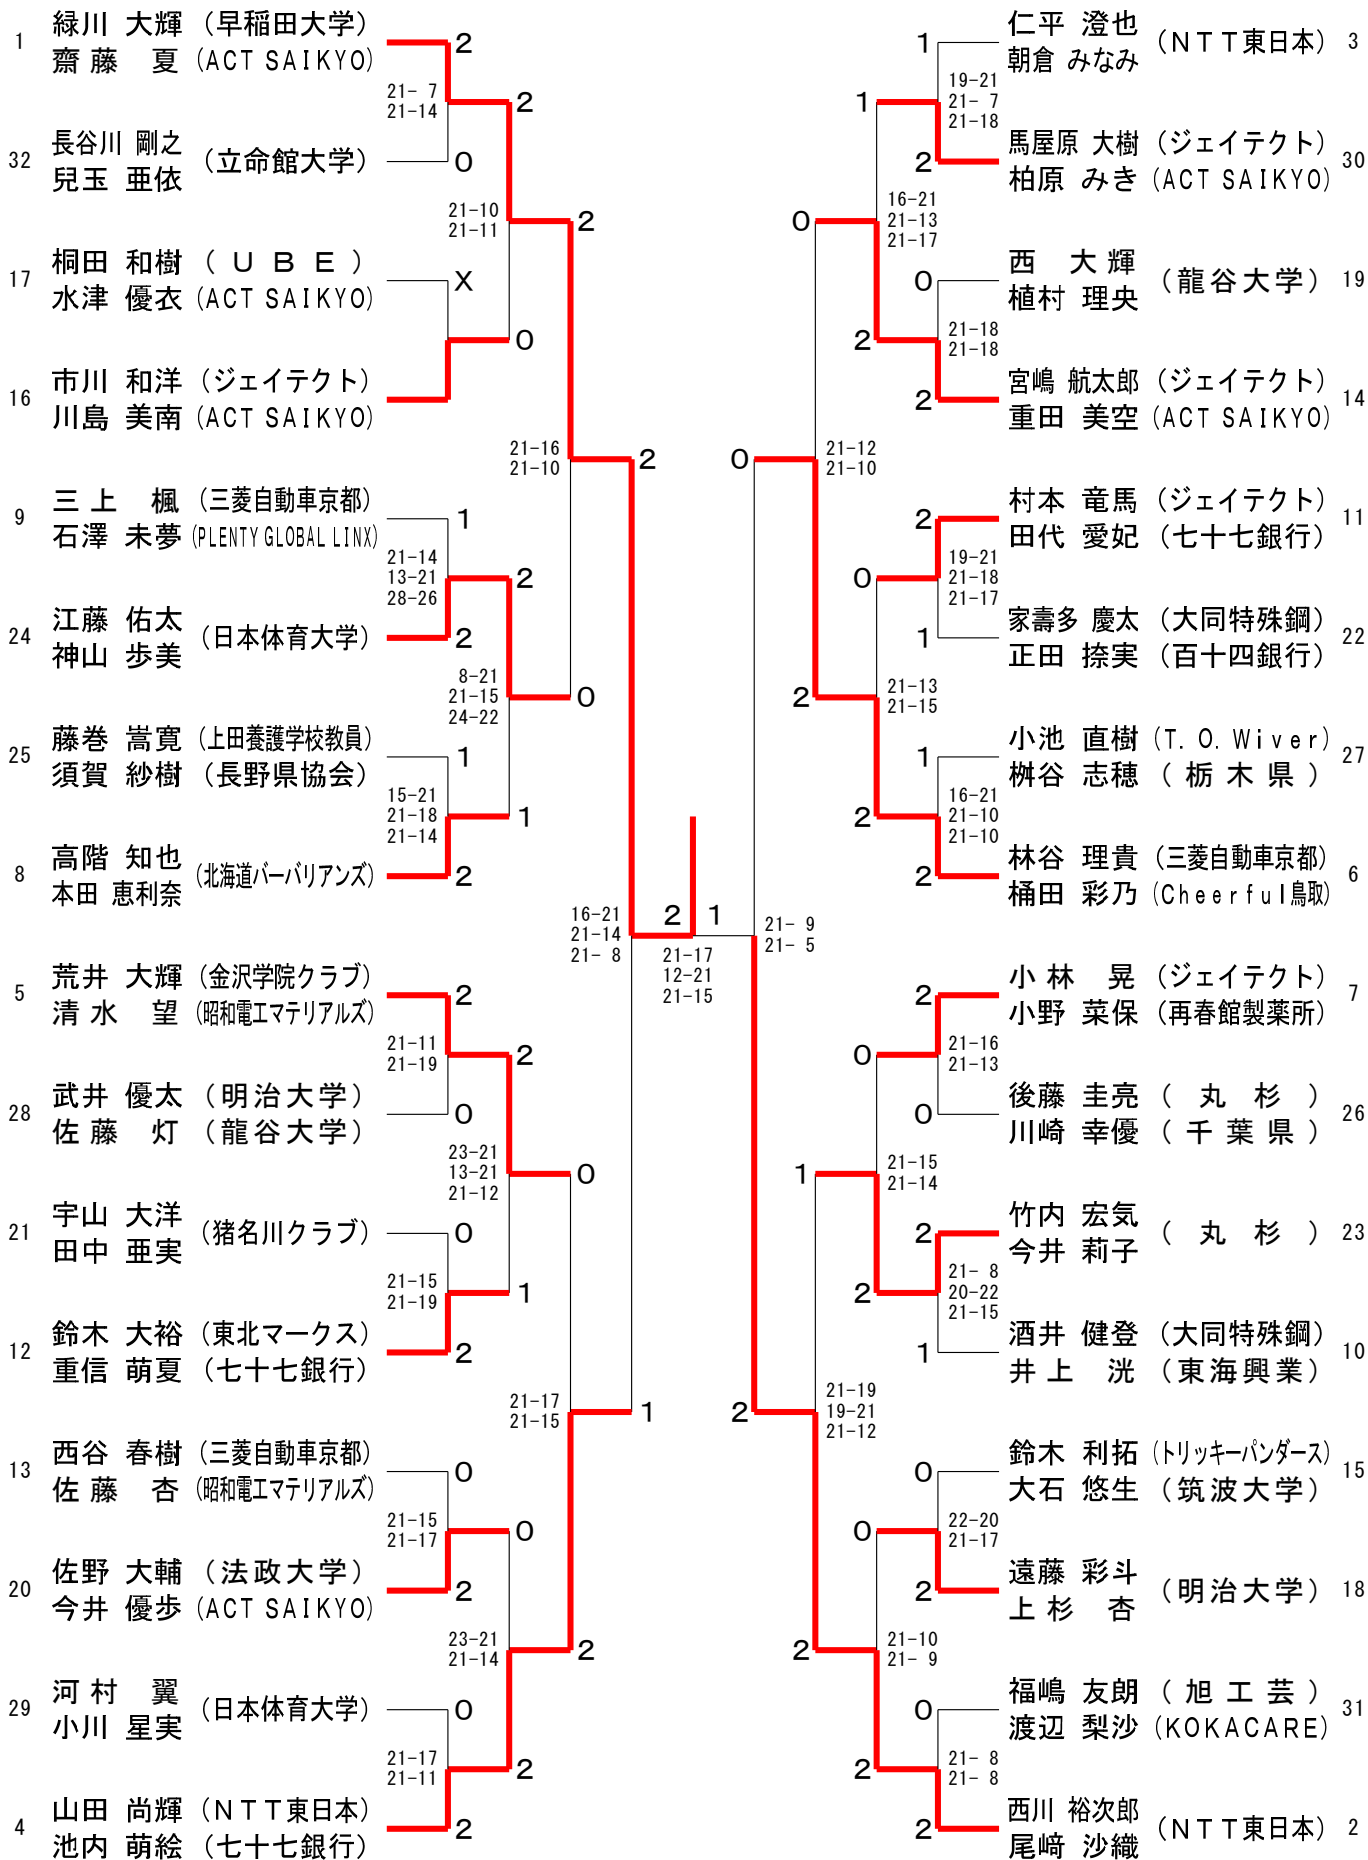 1 緑川 大輝 (早稲田大学)
齋藤 夏 (ACT SAIKYO)
2
21- 7
21-14
2
32 長谷川 剛之 (立命館大学)
兒玉 亜依
0
21-10
21-11
2
17 桐田 和樹 (UBE)
水津 優衣 (ACT SAIKYO)
X
0
16 市川 和洋 (ジェイテクト)
川島 美南 (ACT SAIKYO)
21-16
21-10
2
9 三上 楓 (三菱自動車京都)
石澤 未夢 (PLENTY GLOBAL LINX)
1
21-14
13-21
28-26
2
24 江藤 佑太 (日本体育大学)
神山 歩美
2
8-21
21-15
24-22
0
25 藤巻 嵩寛 (上田養護学校教員)
須賀 紗樹 (長野県協会)
1
15-21
21-18
21-14
1
8 高階 知也 (北海道バーバリアンズ)
本田 恵利奈
2
16-21
21-14
21- 8
2 1
21-17
12-21
21-15
5 荒井 大輝 (金沢学院クラブ)
清水 望 (昭和電工マテリアルズ)
2
21-11
21-19
2
28 武井 優太 (明治大学)
佐藤 灯 (龍谷大学)
0
23-21
13-21
21-12
0
21 宇山 大洋 (猪名川クラブ)
田中 亜実
0
21-15
21-19
1
12 鈴木 大裕 (東北マークス)
重信 萌夏 (七十七銀行)
2
21-17
21-15
1
13 西谷 春樹 (三菱自動車京都)
佐藤 杏 (昭和電工マテリアルズ)
0
21-15
21-17
0
20 佐野 大輔 (法政大学)
今井 優歩 (ACT SAIKYO)
2
23-21
21-14
2
29 河村 翼 (日本体育大学)
小川 星実
0
21-17
21-11
2
4 山田 尚輝 (NTT東日本)
池内 萌絵 (七十七銀行)
2
1
仁平 澄也 (NTT東日本) 3
朝倉 みなみ
19-21
21- 7
21-18
1
2
馬屋原 大樹 (ジェイテクト) 30
柏原 みき (ACT SAIKYO)
16-21
21-13
21-17
0
0
西 大輝 (龍谷大学) 19
植村 理央
21-18
21-18
2
2
宮嶋 航太郎 (ジェイテクト) 14
重田 美空 (ACT SAIKYO)
0
21-12
21-10
2
村本 竜馬 (ジェイテクト) 11
田代 愛妃 (七十七銀行)
19-21
21-18
21-17
0
1
家壽多 慶太 (大同特殊鋼) 22
正田 捺実 (百十四銀行)
21-13
21-15
2
1
小池 直樹 (T.O.Wiver) 27
桝谷 志穂 (栃木県)
16-21
21-10
21-10
2
2
林谷 理貴 (三菱自動車京都) 6
桶田 彩乃 (Cheerful鳥取)
21- 9
21- 5
2
小林 晃 (ジェイテクト) 7
小野 菜保 (再春館製薬所)
21-16
21-13
0
0
後藤 圭亮 (丸杉) 26
川崎 幸優 (千葉県)
21-15
21-14
1
2
竹内 宏気 (丸杉) 23
今井 莉子
21- 8
20-22
21-15
2
1
酒井 健登 (大同特殊鋼) 10
井上 洸 (東海興業)
2
21-19
19-21
21-12
0
鈴木 利拓 (トリッキーパンダース) 15
大石 悠生 (筑波大学)
22-20
21-17
0
2
遠藤 彩斗 (明治大学) 18
上杉 杏
21-10
21- 9
2
0
福嶋 友朗 (旭工芸) 31
渡辺 梨沙 (KOKACARE)
21- 8
21- 8
2
2
西川 裕次郎 (NTT東日本) 2
尾﨑 沙織